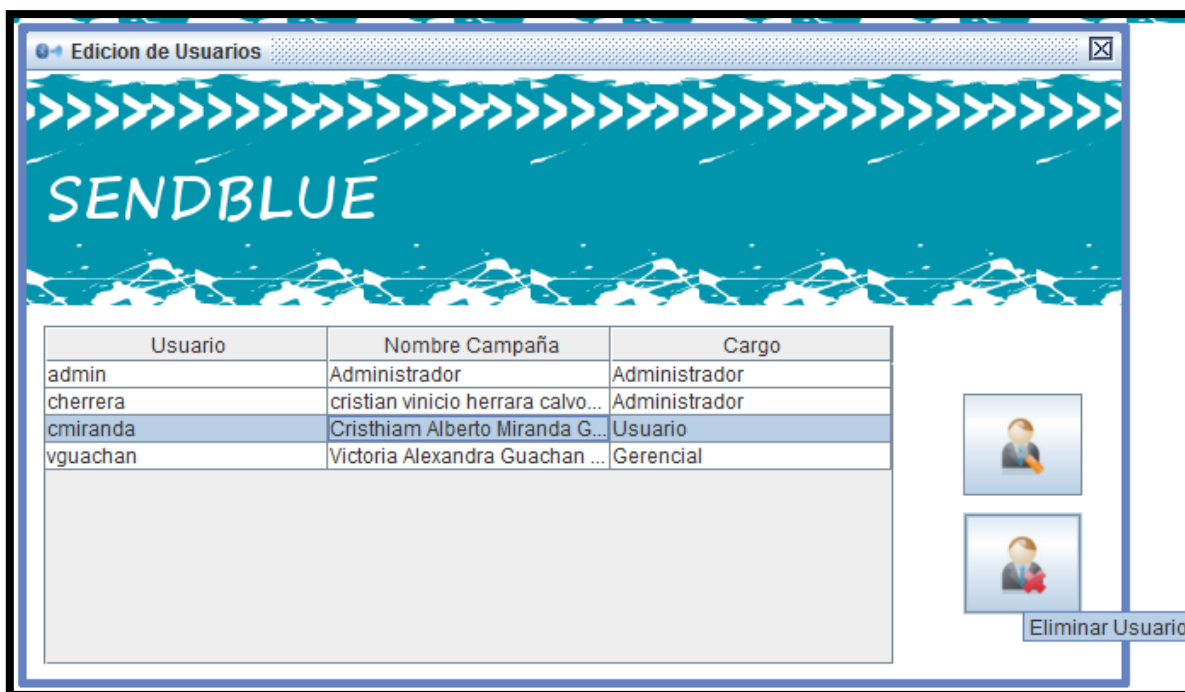 Edicion de Usuarios
SENDBLUE
Usuario Nombre Campaña Cargo
admin Administrador Administrador
cherrera cristian vinicio herrara calvo... Administrador
cmiranda Cristhiam Alberto Miranda G... Usuario
vguachan Victoria Alexandra Guachan ... Gerencial
Eliminar Usuario